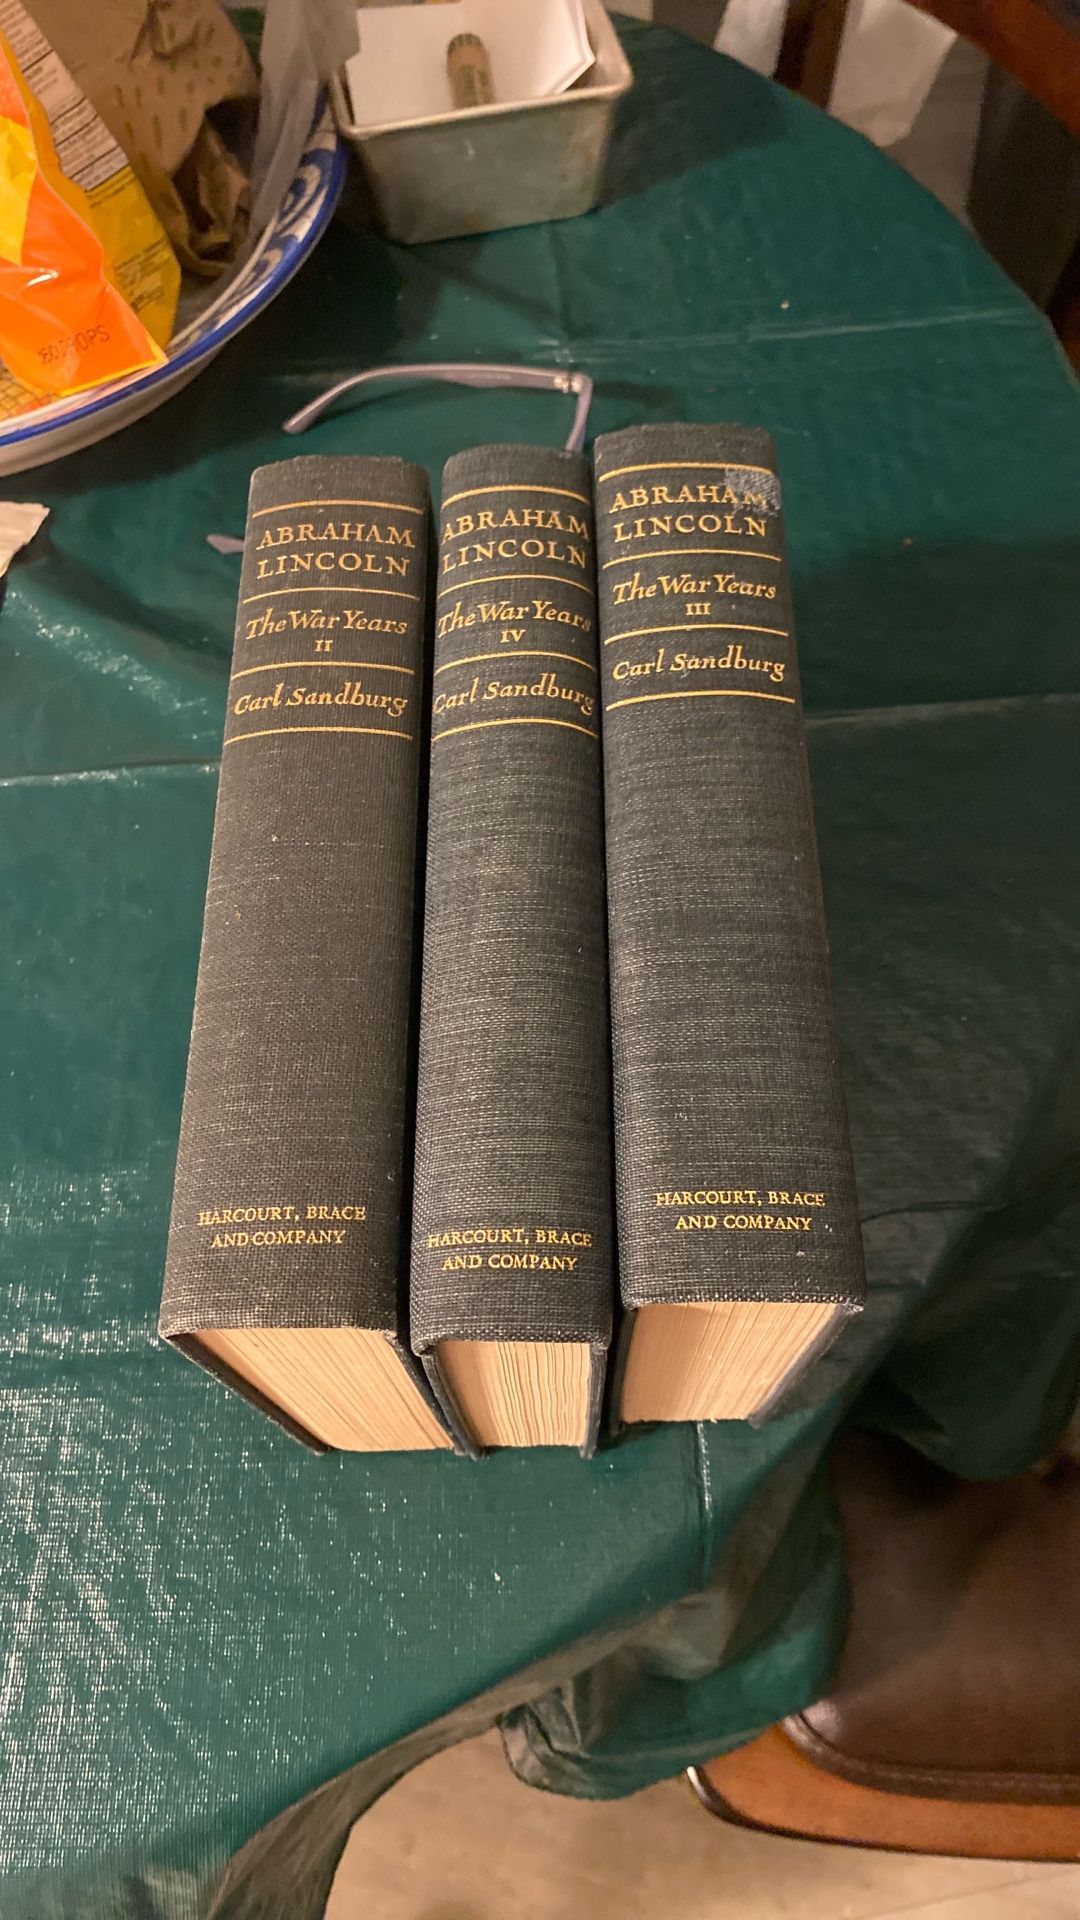 ABRAHAM
LINCOLN
The War Years
II
Carl Sandburg
HARCOURT, BRACE
AND COMPANY
ABRAHAM
LINCOLN
The War Years
IV
Carl Sandburg
HARCOURT, BRACE
AND COMPANY
ABRAHAM
LINCOLN
The War Years
III
Carl Sandburg
HARCOURT, BRACE
AND COMPANY